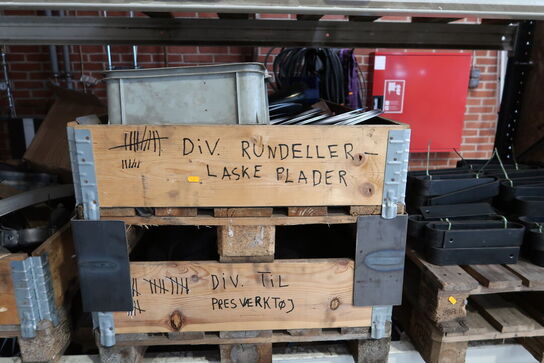 DIV. RUNDELLER-
LASKE PLADER
DIV. TIL
PRESVERKTØJ